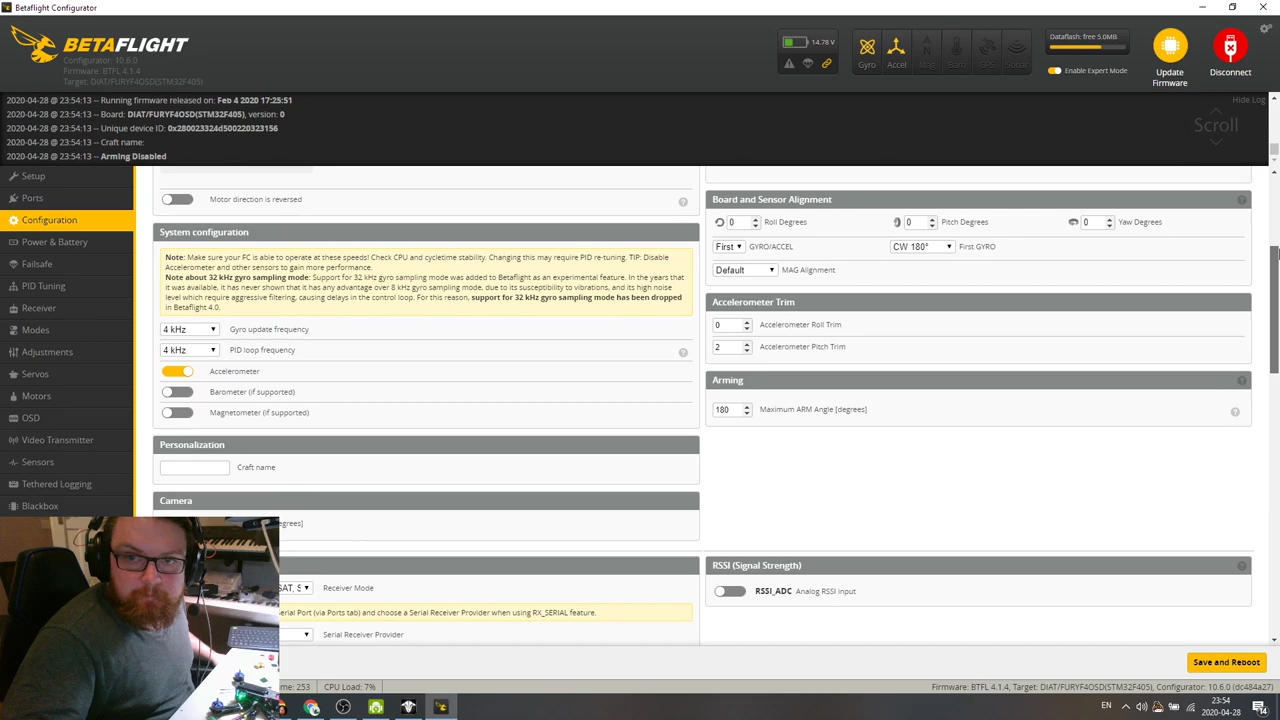 Betaflight Configurator
BETAFLIGHT
Configurator: 10.6.0
Firmware: BTFL 4.1.4
Target: DIAT/FURYF4OSD(STM32F405)
14.78 V
Gyro
Accel
Mag
Baro
GPS
Sonar
Dataflash: free 5.0MB
Enable Expert Mode
Update Firmware
Disconnect
2020-04-28 @ 23:54:13 -- Running firmware released on: Feb 4 2020 17:25:51
2020-04-28 @ 23:54:13 -- Board: DIAT/FURYF4OSD(STM32F405), version: 0
2020-04-28 @ 23:54:13 -- Unique device ID: 0x280023324d500220323156
2020-04-28 @ 23:54:13 -- Craft name:
2020-04-28 @ 23:54:13 -- Arming Disabled
Hide Log
Scroll
Setup
Ports
Configuration
Power & Battery
Failsafe
PID Tuning
Receiver
Modes
Adjustments
Servos
Motors
OSD
Video Transmitter
Sensors
Tethered Logging
Blackbox
Motor direction is reversed
System configuration
Note: Make sure your FC is able to operate at these speeds! Check CPU and cycletime stability. Changing this may require PID re-tuning. TIP: Disable
Accelerometer and other sensors to gain more performance.
Note about 32 kHz gyro sampling mode: Support for 32 kHz gyro sampling mode was added to Betaflight as an experimental feature. In the years that
it was available, it has never shown that it has any advantage over 8 kHz gyro sampling mode, due to its susceptibility to vibrations, and its high noise
level which require aggressive filtering, causing delays in the control loop. For this reason, support for 32 kHz gyro sampling mode has been dropped
in Betaflight 4.0.
4 kHz Gyro update frequency
4 kHz PID loop frequency
Accelerometer
Barometer (if supported)
Magnetometer (if supported)
Personalization
Craft name
Camera
egrees]
SAT, S Receiver Mode
erial Port (via Ports tab) and choose a Serial Receiver Provider when using RX_SERIAL feature.
Serial Receiver Provider
Board and Sensor Alignment
0 Roll Degrees 0 Pitch Degrees 0 Yaw Degrees
First GYRO/ACCEL CW 180° First GYRO
Default MAG Alignment
Accelerometer Trim
0 Accelerometer Roll Trim
2 Accelerometer Pitch Trim
Arming
180 Maximum ARM Angle [degrees]
RSSI (Signal Strength)
RSSI_ADC Analog RSSI input
Save and Reboot
me: 253 CPU Load: 7%
Firmware: BTFL 4.1.4, Target: DIAT/FURYF4OSD(STM32F405), Configurator: 10.6.0 (dc484a27)
EN
23:54
2020-04-28
14